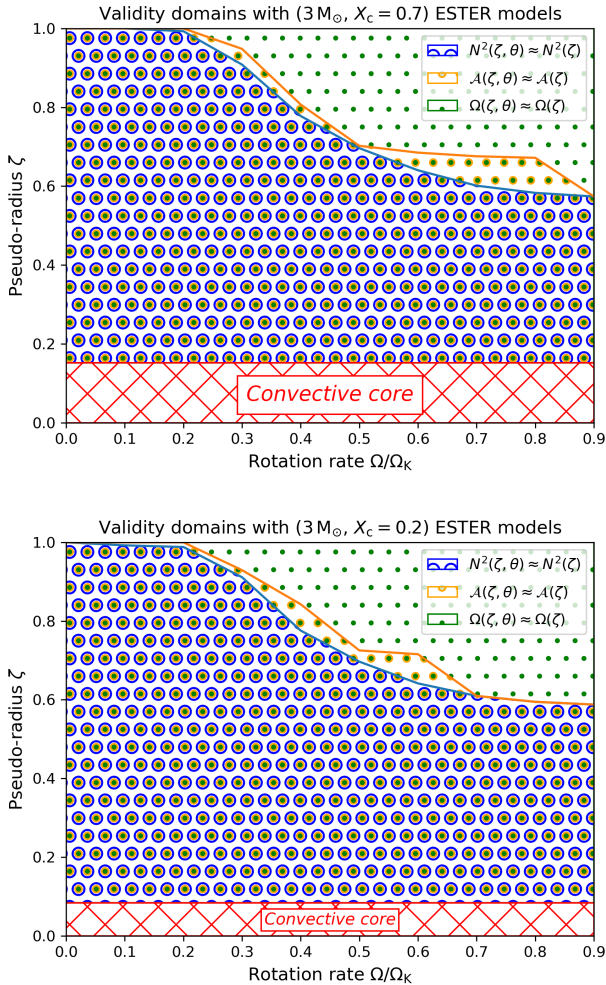 Validity domains with (3 M⊙, Xc = 0.7) ESTER models
Pseudo-radius ζ
1.0
0.8
0.6
0.4
0.2
0.0
N²(ζ, θ) ≈ N²(ζ)
𝒜(ζ, θ) ≈ 𝒜(ζ)
Ω(ζ, θ) ≈ Ω(ζ)
Convective core
0.0 0.1 0.2 0.3 0.4 0.5 0.6 0.7 0.8 0.9
Rotation rate Ω/ΩK
Validity domains with (3 M⊙, Xc = 0.2) ESTER models
Pseudo-radius ζ
1.0
0.8
0.6
0.4
0.2
0.0
N²(ζ, θ) ≈ N²(ζ)
𝒜(ζ, θ) ≈ 𝒜(ζ)
Ω(ζ, θ) ≈ Ω(ζ)
Convective core
0.0 0.1 0.2 0.3 0.4 0.5 0.6 0.7 0.8 0.9
Rotation rate Ω/ΩK